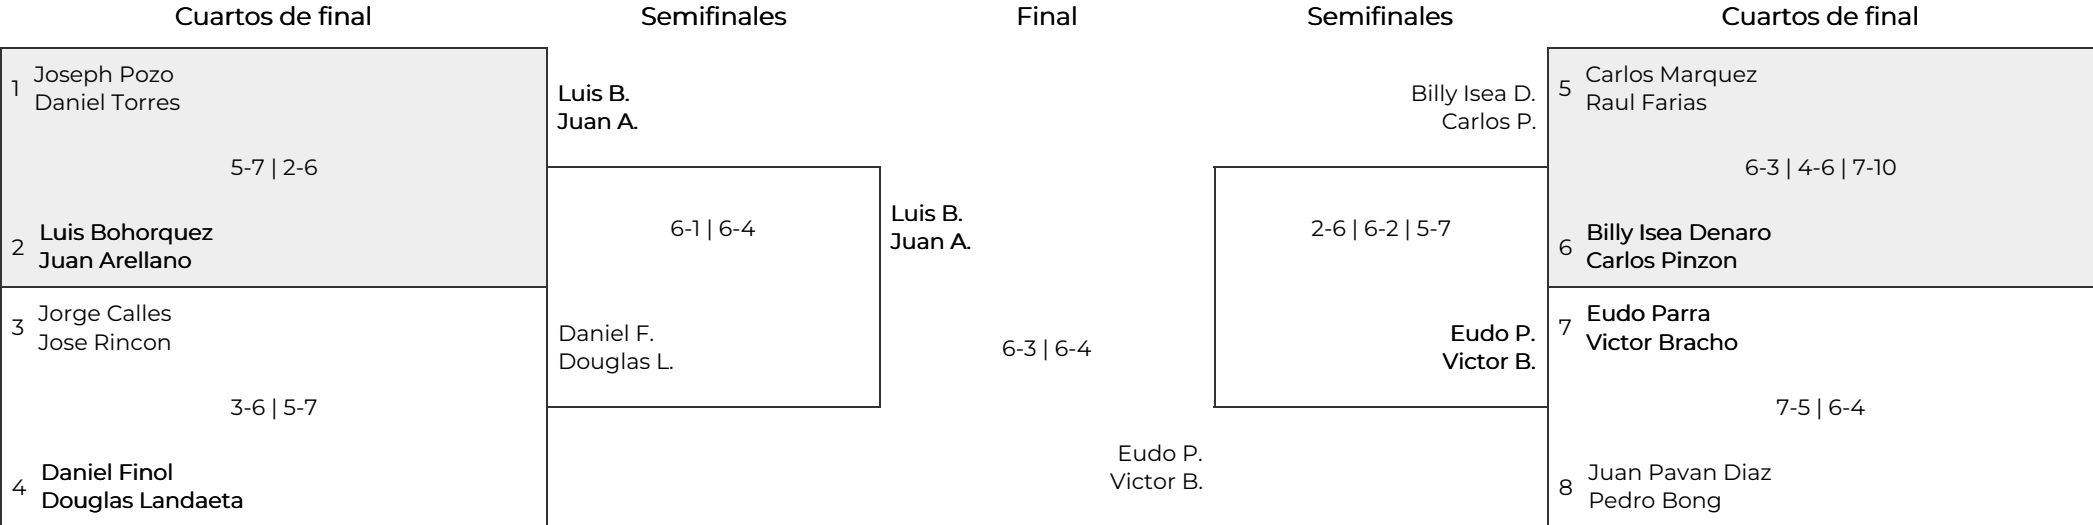 Cuartos de final
Semifinales
Final
Semifinales
Cuartos de final
1
Joseph Pozo
Daniel Torres
5-7 | 2-6
2
Luis Bohorquez
Juan Arellano
3
Jorge Calles
Jose Rincon
3-6 | 5-7
4
Daniel Finol
Douglas Landaeta
Luis B.
Juan A.
6-1 | 6-4
Daniel F.
Douglas L.
Luis B.
Juan A.
6-3 | 6-4
Eudo P.
Victor B.
Billy Isea D.
Carlos P.
2-6 | 6-2 | 5-7
Eudo P.
Victor B.
5
Carlos Marquez
Raul Farias
6-3 | 4-6 | 7-10
6
Billy Isea Denaro
Carlos Pinzon
7
Eudo Parra
Victor Bracho
7-5 | 6-4
8
Juan Pavan Diaz
Pedro Bong